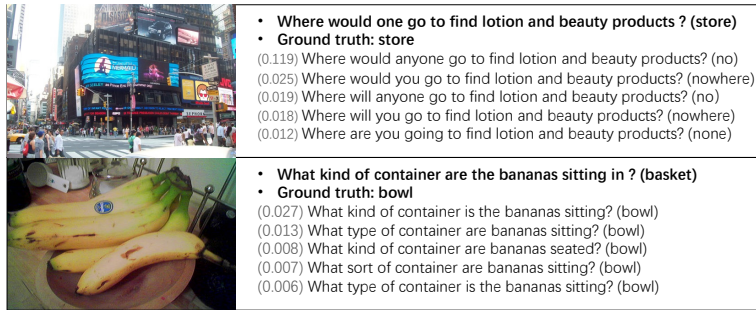 • Where would one go to find lotion and beauty products ? (store)
• Ground truth: store
(0.119) Where would anyone go to find lotion and beauty products? (no)
(0.025) Where would you go to find lotion and beauty products? (nowhere)
(0.019) Where will anyone go to find lotion and beauty products? (no)
(0.018) Where will you go to find lotion and beauty products? (nowhere)
(0.012) Where are you going to find lotion and beauty products? (none)
• What kind of container are the bananas sitting in ? (basket)
• Ground truth: bowl
(0.027) What kind of container is the bananas sitting? (bowl)
(0.013) What type of container are bananas sitting? (bowl)
(0.008) What kind of container are bananas seated? (bowl)
(0.007) What sort of container are bananas sitting? (bowl)
(0.006) What type of container is the bananas sitting? (bowl)